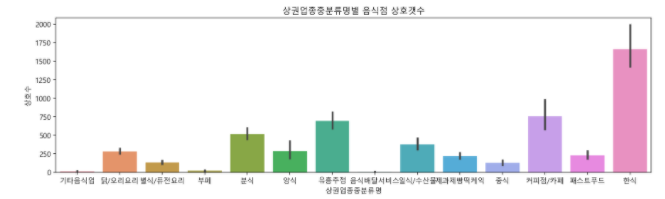 상권업종중분류명별 음식점 상호갯수
2000
1750
1500
1250
1000
750
500
250
0
상호수
기타음식업 닭/오리요리 별식/퓨전요리 부페 분식 양식 유흥주점 음식배달서비스 일식/수산물 제과제빵떡케익 중식 커피점/카페 패스트푸드 한식
상권업종중분류명